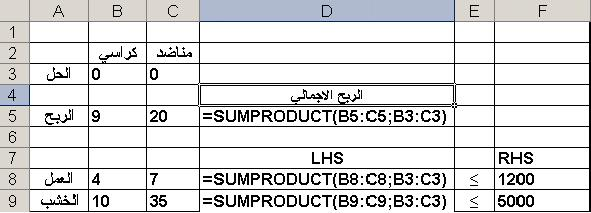 A B C D E F
1
2 كراسي مناضد
3 الحل 0 0
4 الربح الاجمالي
5 الربح 9 20 =SUMPRODUCT(B5:C5;B3:C3)
6
7 LHS RHS
8 العمل 4 7 =SUMPRODUCT(B8:C8;B3:C3) ≤ 1200
9 الخشب 10 35 =SUMPRODUCT(B9:C9;B3:C3) ≤ 5000